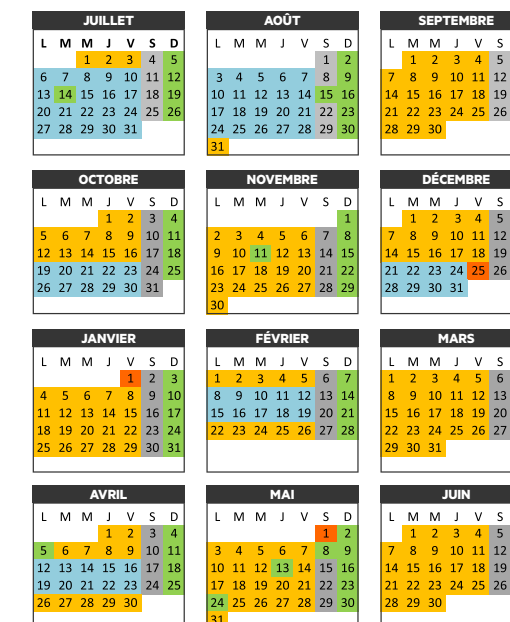 JUILLET
L M M J V S D
1 2 3 4 5
6 7 8 9 10 11 12
13 14 15 16 17 18 19
20 21 22 23 24 25 26
27 28 29 30 31
AOÛT
L M M J V S D
1 2
3 4 5 6 7 8 9
10 11 12 13 14 15 16
17 18 19 20 21 22 23
24 25 26 27 28 29 30
31
SEPTEMBRE
L M M J V S
1 2 3 4 5
7 8 9 10 11 12
14 15 16 17 18 19
21 22 23 24 25 26
28 29 30
OCTOBRE
L M M J V S D
1 2 3 4
5 6 7 8 9 10 11
12 13 14 15 16 17 18
19 20 21 22 23 24 25
26 27 28 29 30 31
NOVEMBRE
L M M J V S D
1
2 3 4 5 6 7 8
9 10 11 12 13 14 15
16 17 18 19 20 21 22
23 24 25 26 27 28 29
30
DÉCEMBRE
L M M J V S
1 2 3 4 5
7 8 9 10 11 12
14 15 16 17 18 19
21 22 23 24 25 26
28 29 30 31
JANVIER
L M M J V S D
1 2 3
4 5 6 7 8 9 10
11 12 13 14 15 16 17
18 19 20 21 22 23 24
25 26 27 28 29 30 31
FÉVRIER
L M M J V S D
1 2 3 4 5 6 7
8 9 10 11 12 13 14
15 16 17 18 19 20 21
22 23 24 25 26 27 28
MARS
L M M J V S
1 2 3 4 5 6
8 9 10 11 12 13
15 16 17 18 19 20
22 23 24 25 26 27
29 30 31
AVRIL
L M M J V S D
1 2 3 4
5 6 7 8 9 10 11
12 13 14 15 16 17 18
19 20 21 22 23 24 25
26 27 28 29 30
MAI
L M M J V S D
1 2
3 4 5 6 7 8 9
10 11 12 13 14 15 16
17 18 19 20 21 22 23
24 25 26 27 28 29 30
31
JUIN
L M M J V S
1 2 3 4 5
7 8 9 10 11 12
14 15 16 17 18 19
21 22 23 24 25 26
28 29 30